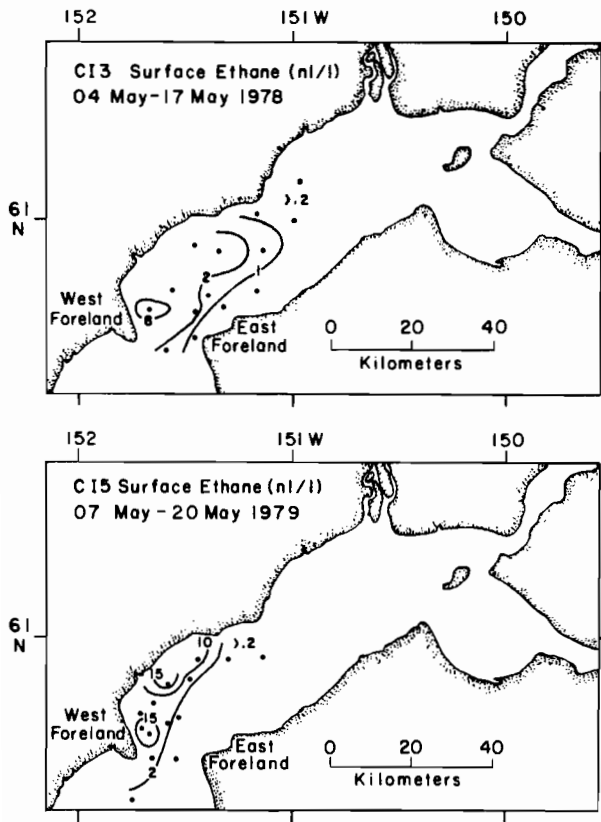 152 151 W 150
CI3 Surface Ethane (nl/l)
04 May-17 May 1978
).2
61
N
2
1
West
Foreland
8
East
Foreland
0 20 40
Kilometers
152 151 W 150
CI5 Surface Ethane (nl/l)
07 May-20 May 1979
61
N
10
).2
15
15
West
Foreland
East
Foreland
2
0 20 40
Kilometers